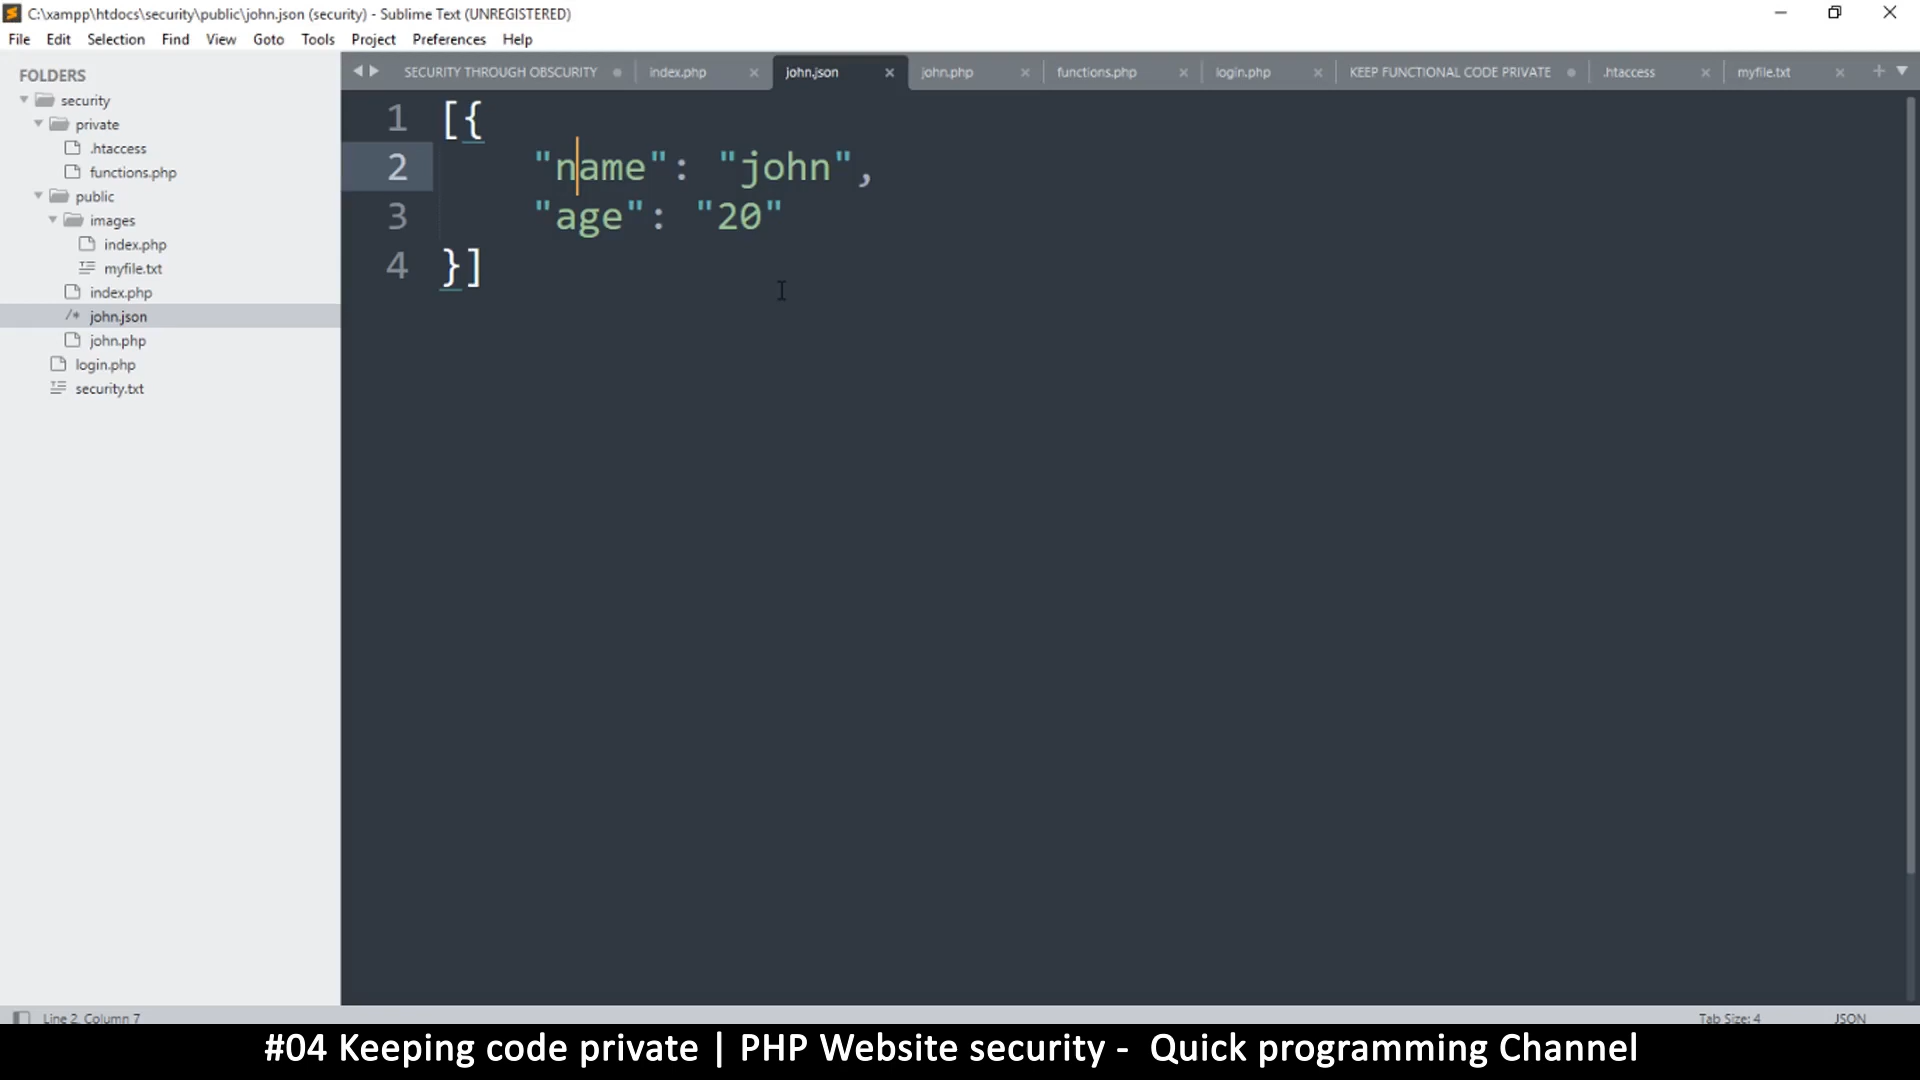 C:\xampp\htdocs\security\public\john.json (security) - Sublime Text (UNREGISTERED)
File Edit Selection Find View Goto Tools Project Preferences Help
FOLDERS
security
private
.htaccess
functions.php
public
images
index.php
myfile.txt
index.php
/* john.json
john.php
login.php
security.txt
SECURITY THROUGH OBSCURITY index.php john.json john.php functions.php login.php KEEP FUNCTIONAL CODE PRIVATE .htaccess myfile.txt
1 [{
2 "name": "john",
3 "age": "20"
4 }]
Line 2, Column 7 Tab Size: 4 JSON
#04 Keeping code private | PHP Website security - Quick programming Channel